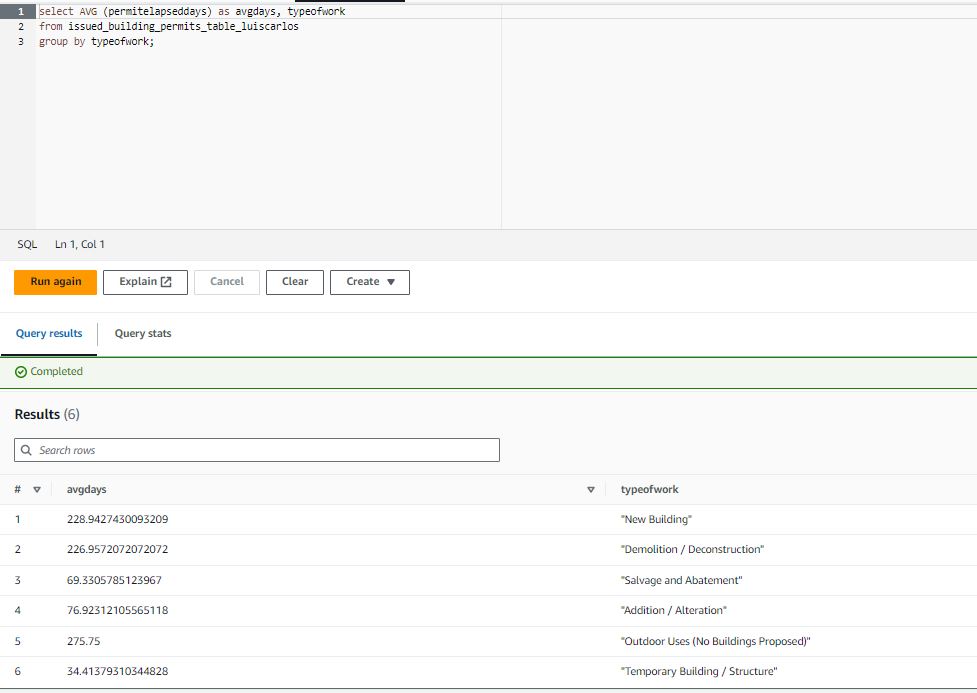 1 select AVG (permitelapseddays) as avgdays, typeofwork
2 from issued_building_permits_table_luiscarlos
3 group by typeofwork;
SQL Ln 1, Col 1
Run again Explain Cancel Clear Create
Query results Query stats
Completed
Results (6)
Search rows
# avgdays typeofwork
1 228.9427430093209 "New Building"
2 226.9572072072072 "Demolition / Deconstruction"
3 69.3305785123967 "Salvage and Abatement"
4 76.92312105565118 "Addition / Alteration"
5 275.75 "Outdoor Uses (No Buildings Proposed)"
6 34.41379310344828 "Temporary Building / Structure"